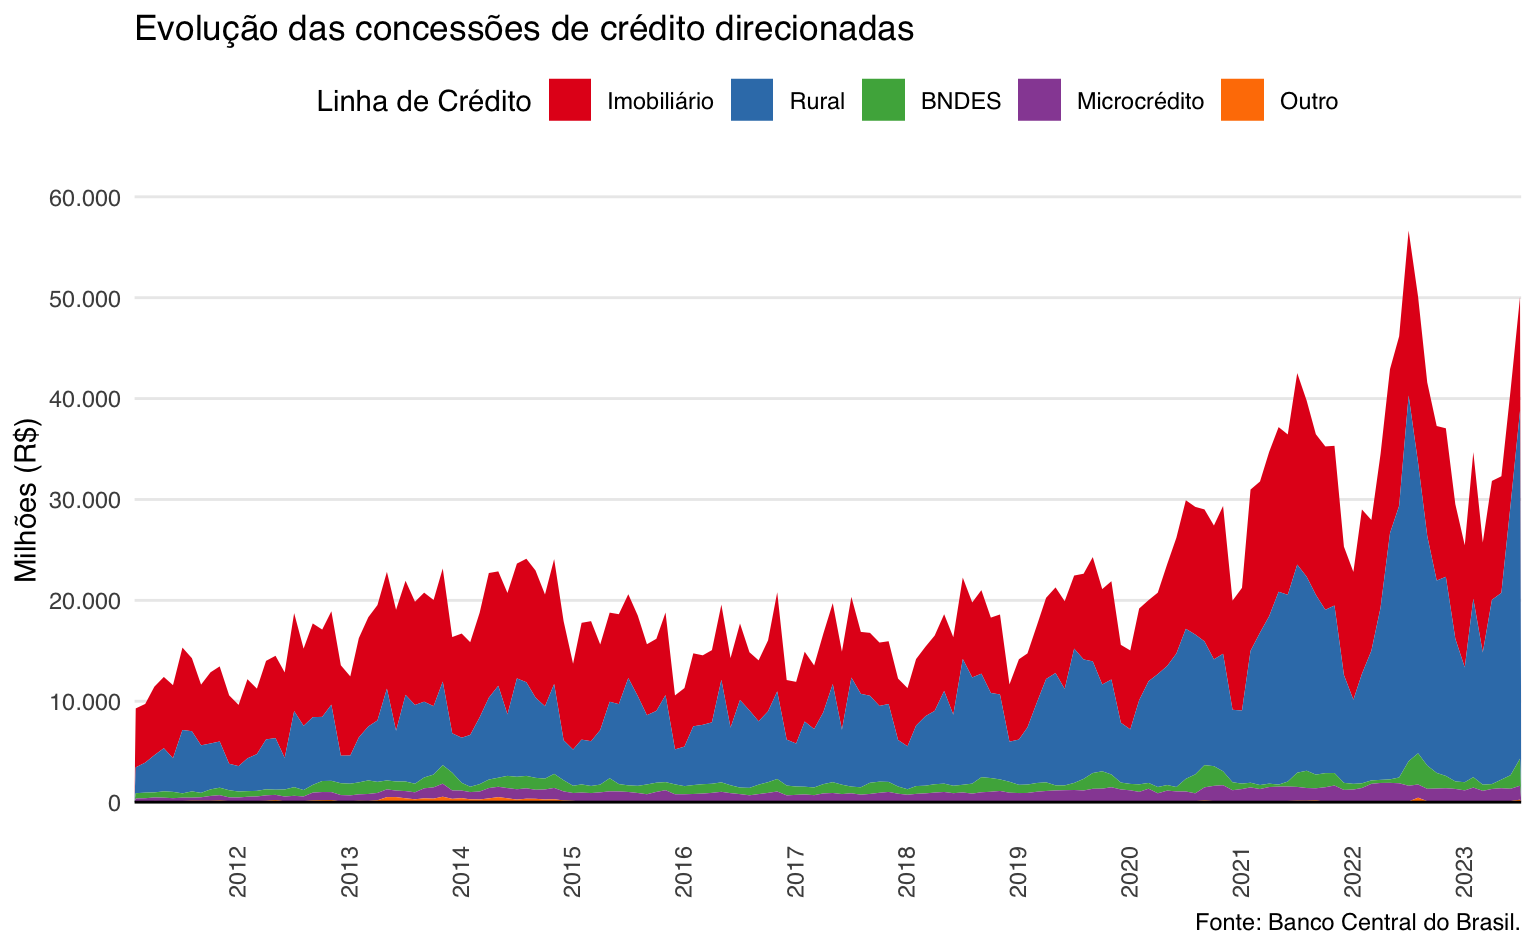 Evolução das concessões de crédito direcionadas
Linha de Crédito Imobiliário Rural BNDES Microcrédito Outro
60.000
50.000
40.000
30.000
20.000
10.000
0
Milhões (R$)
2012 2013 2014 2015 2016 2017 2018 2019 2020 2021 2022 2023
Fonte: Banco Central do Brasil.